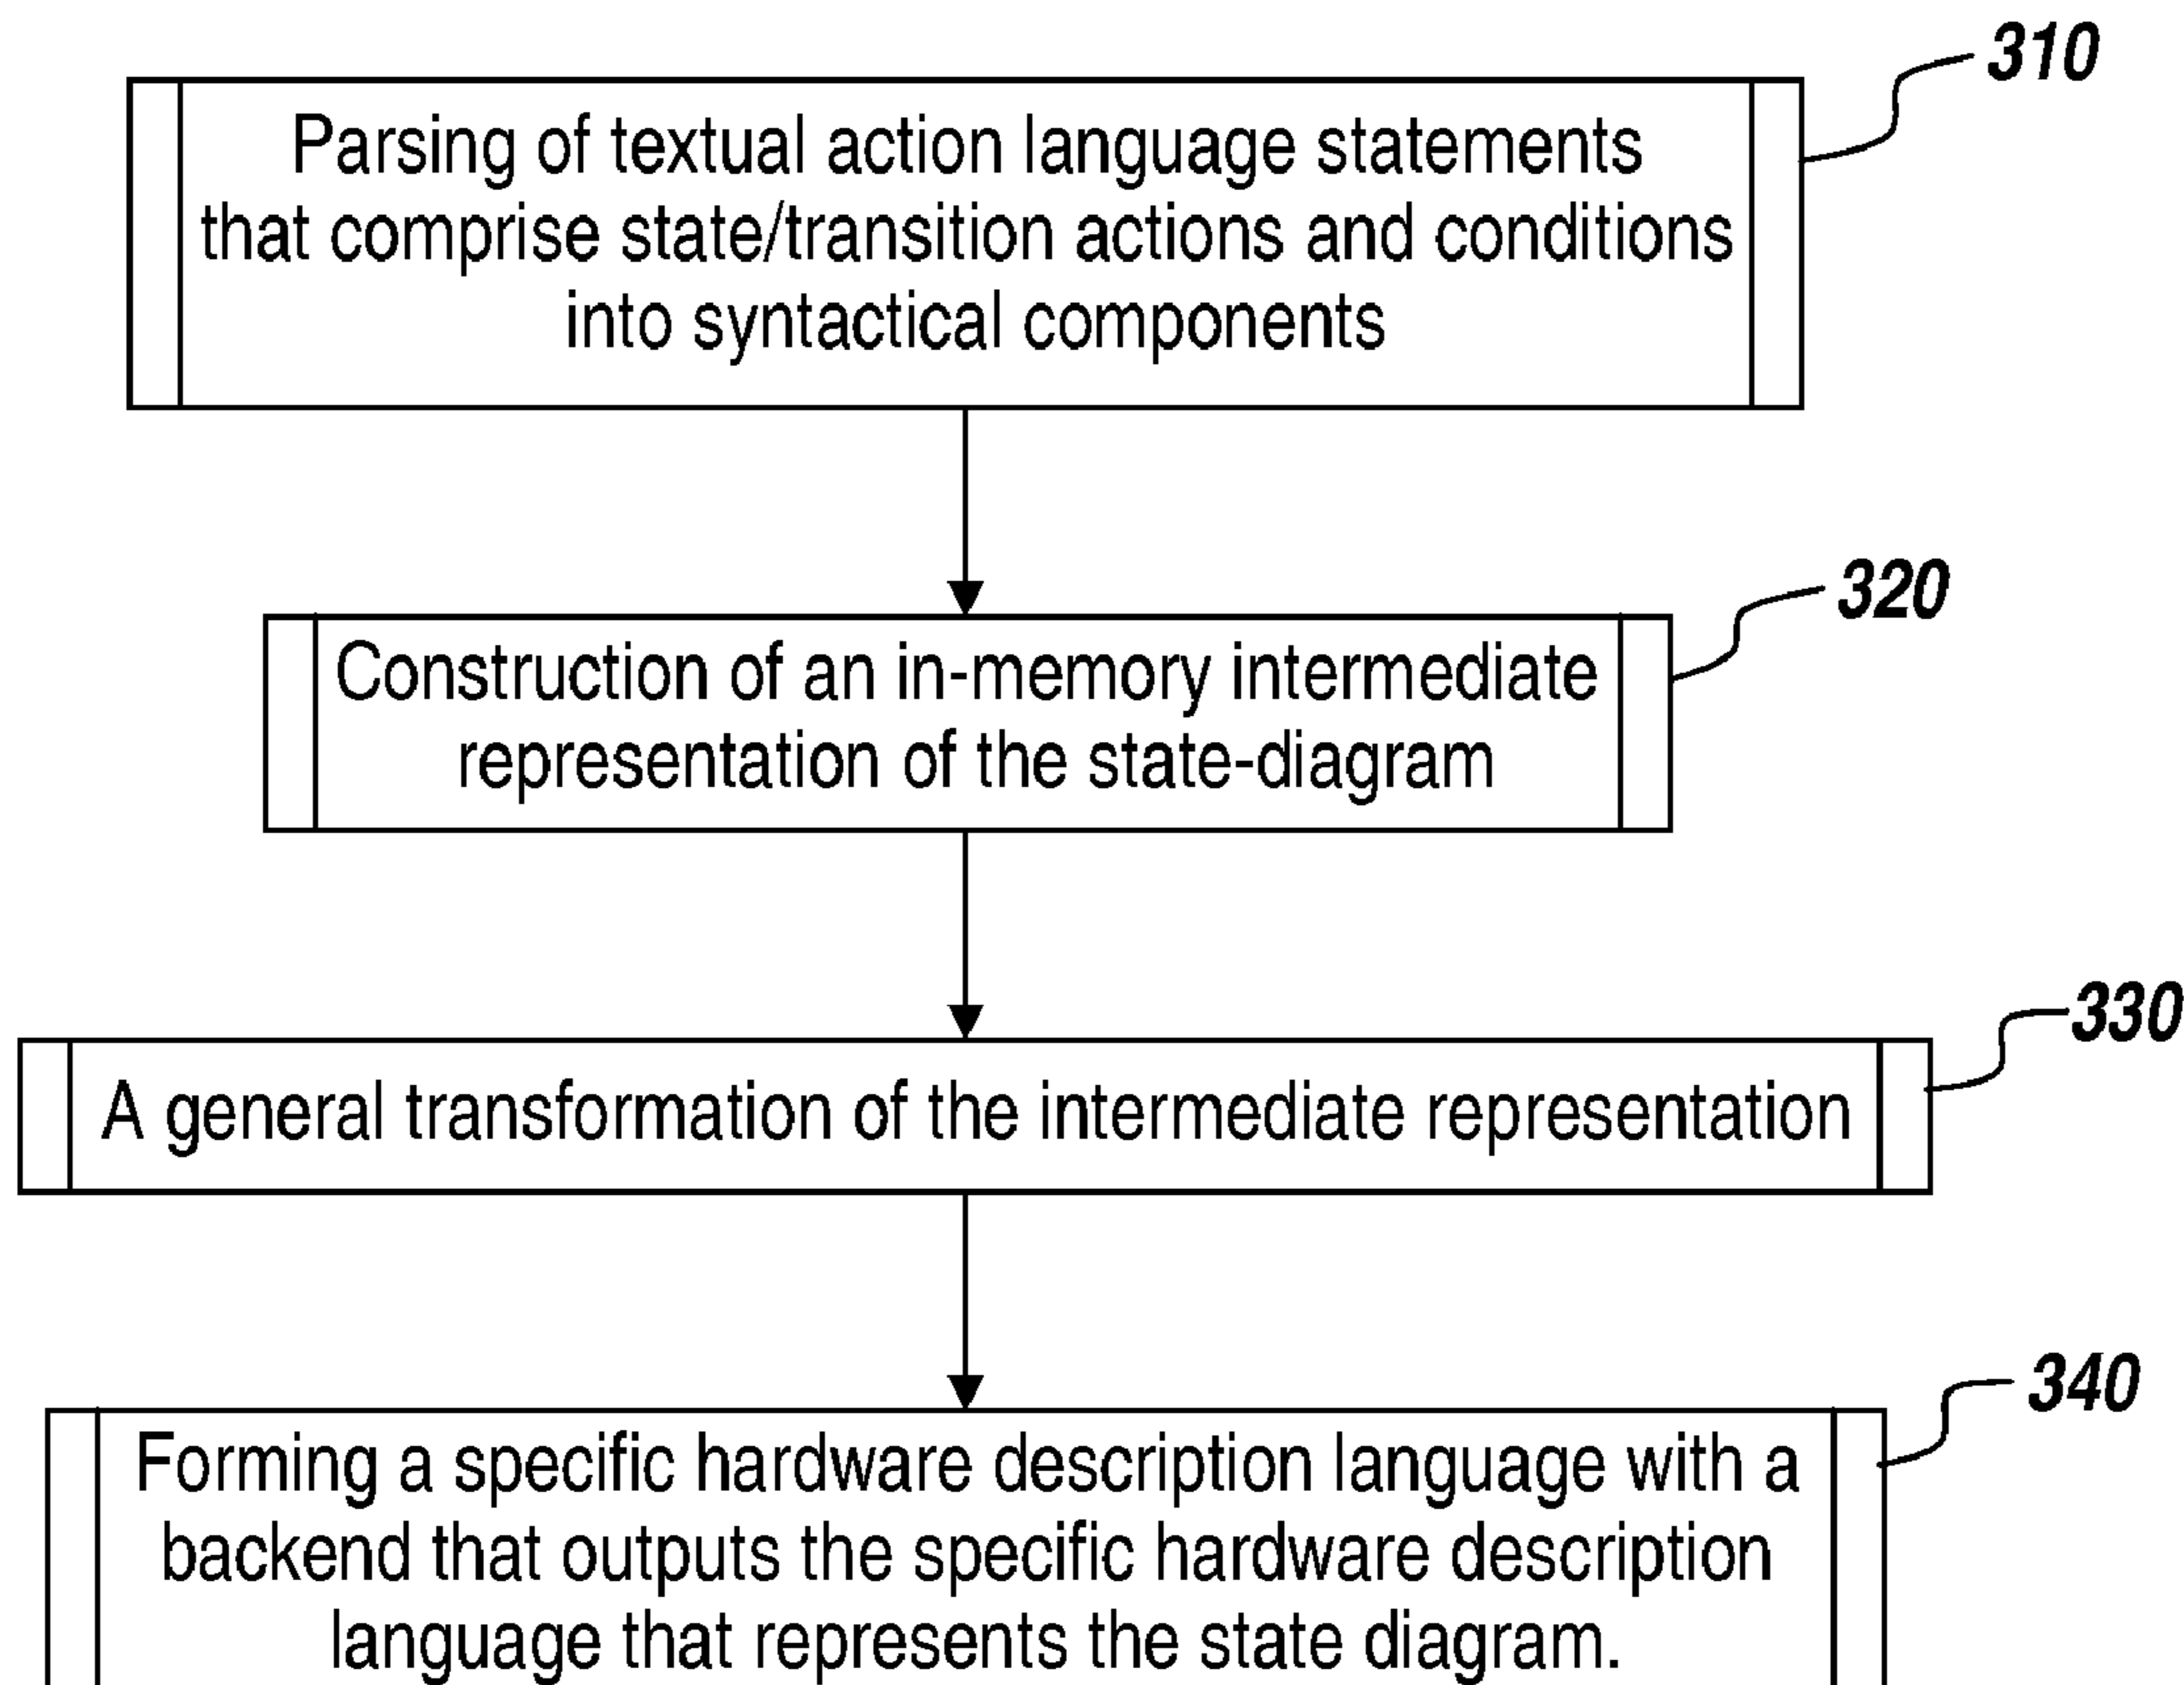 310
Parsing of textual action language statements
that comprise state/transition actions and conditions
into syntactical components
320
Construction of an in-memory intermediate
representation of the state-diagram
330
A general transformation of the intermediate representation
340
Forming a specific hardware description language with a
backend that outputs the specific hardware description
language that represents the state diagram.